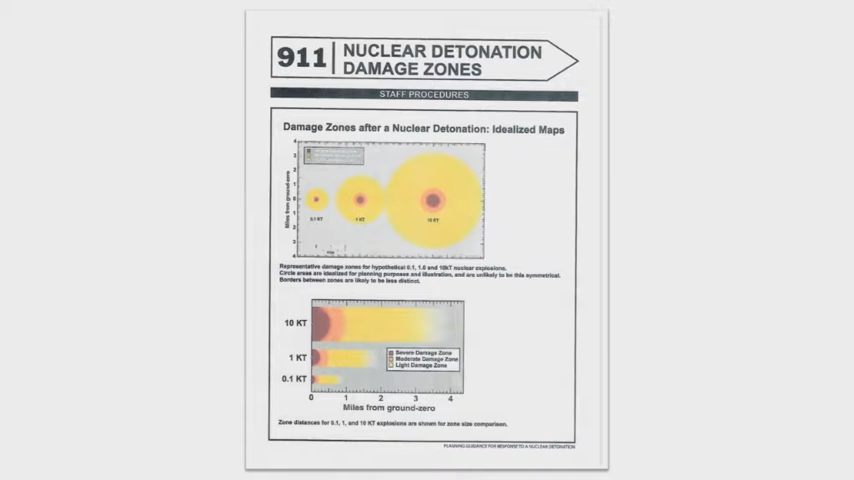 911
NUCLEAR DETONATION
DAMAGE ZONES
STAFF PROCEDURES
Damage Zones after a Nuclear Detonation: Idealized Maps
Miles from ground-zero
0.1 KT
1 KT
10 KT
Representative damage zones for hypothetical 0.1, 1.0 and 10kT nuclear explosions.
Circle areas are idealized for planning purposes and illustration, and are unlikely to be this symmetrical.
Borders between zones are likely to be less distinct.
10 KT
1 KT
0.1 KT
Severe Damage Zone
Moderate Damage Zone
Light Damage Zone
0 1 2 3 4
Miles from ground-zero
Zone distances for 0.1, 1, and 10 KT explosions are shown for zone size comparison.
PLANNING GUIDANCE FOR RESPONSE TO A NUCLEAR DETONATION